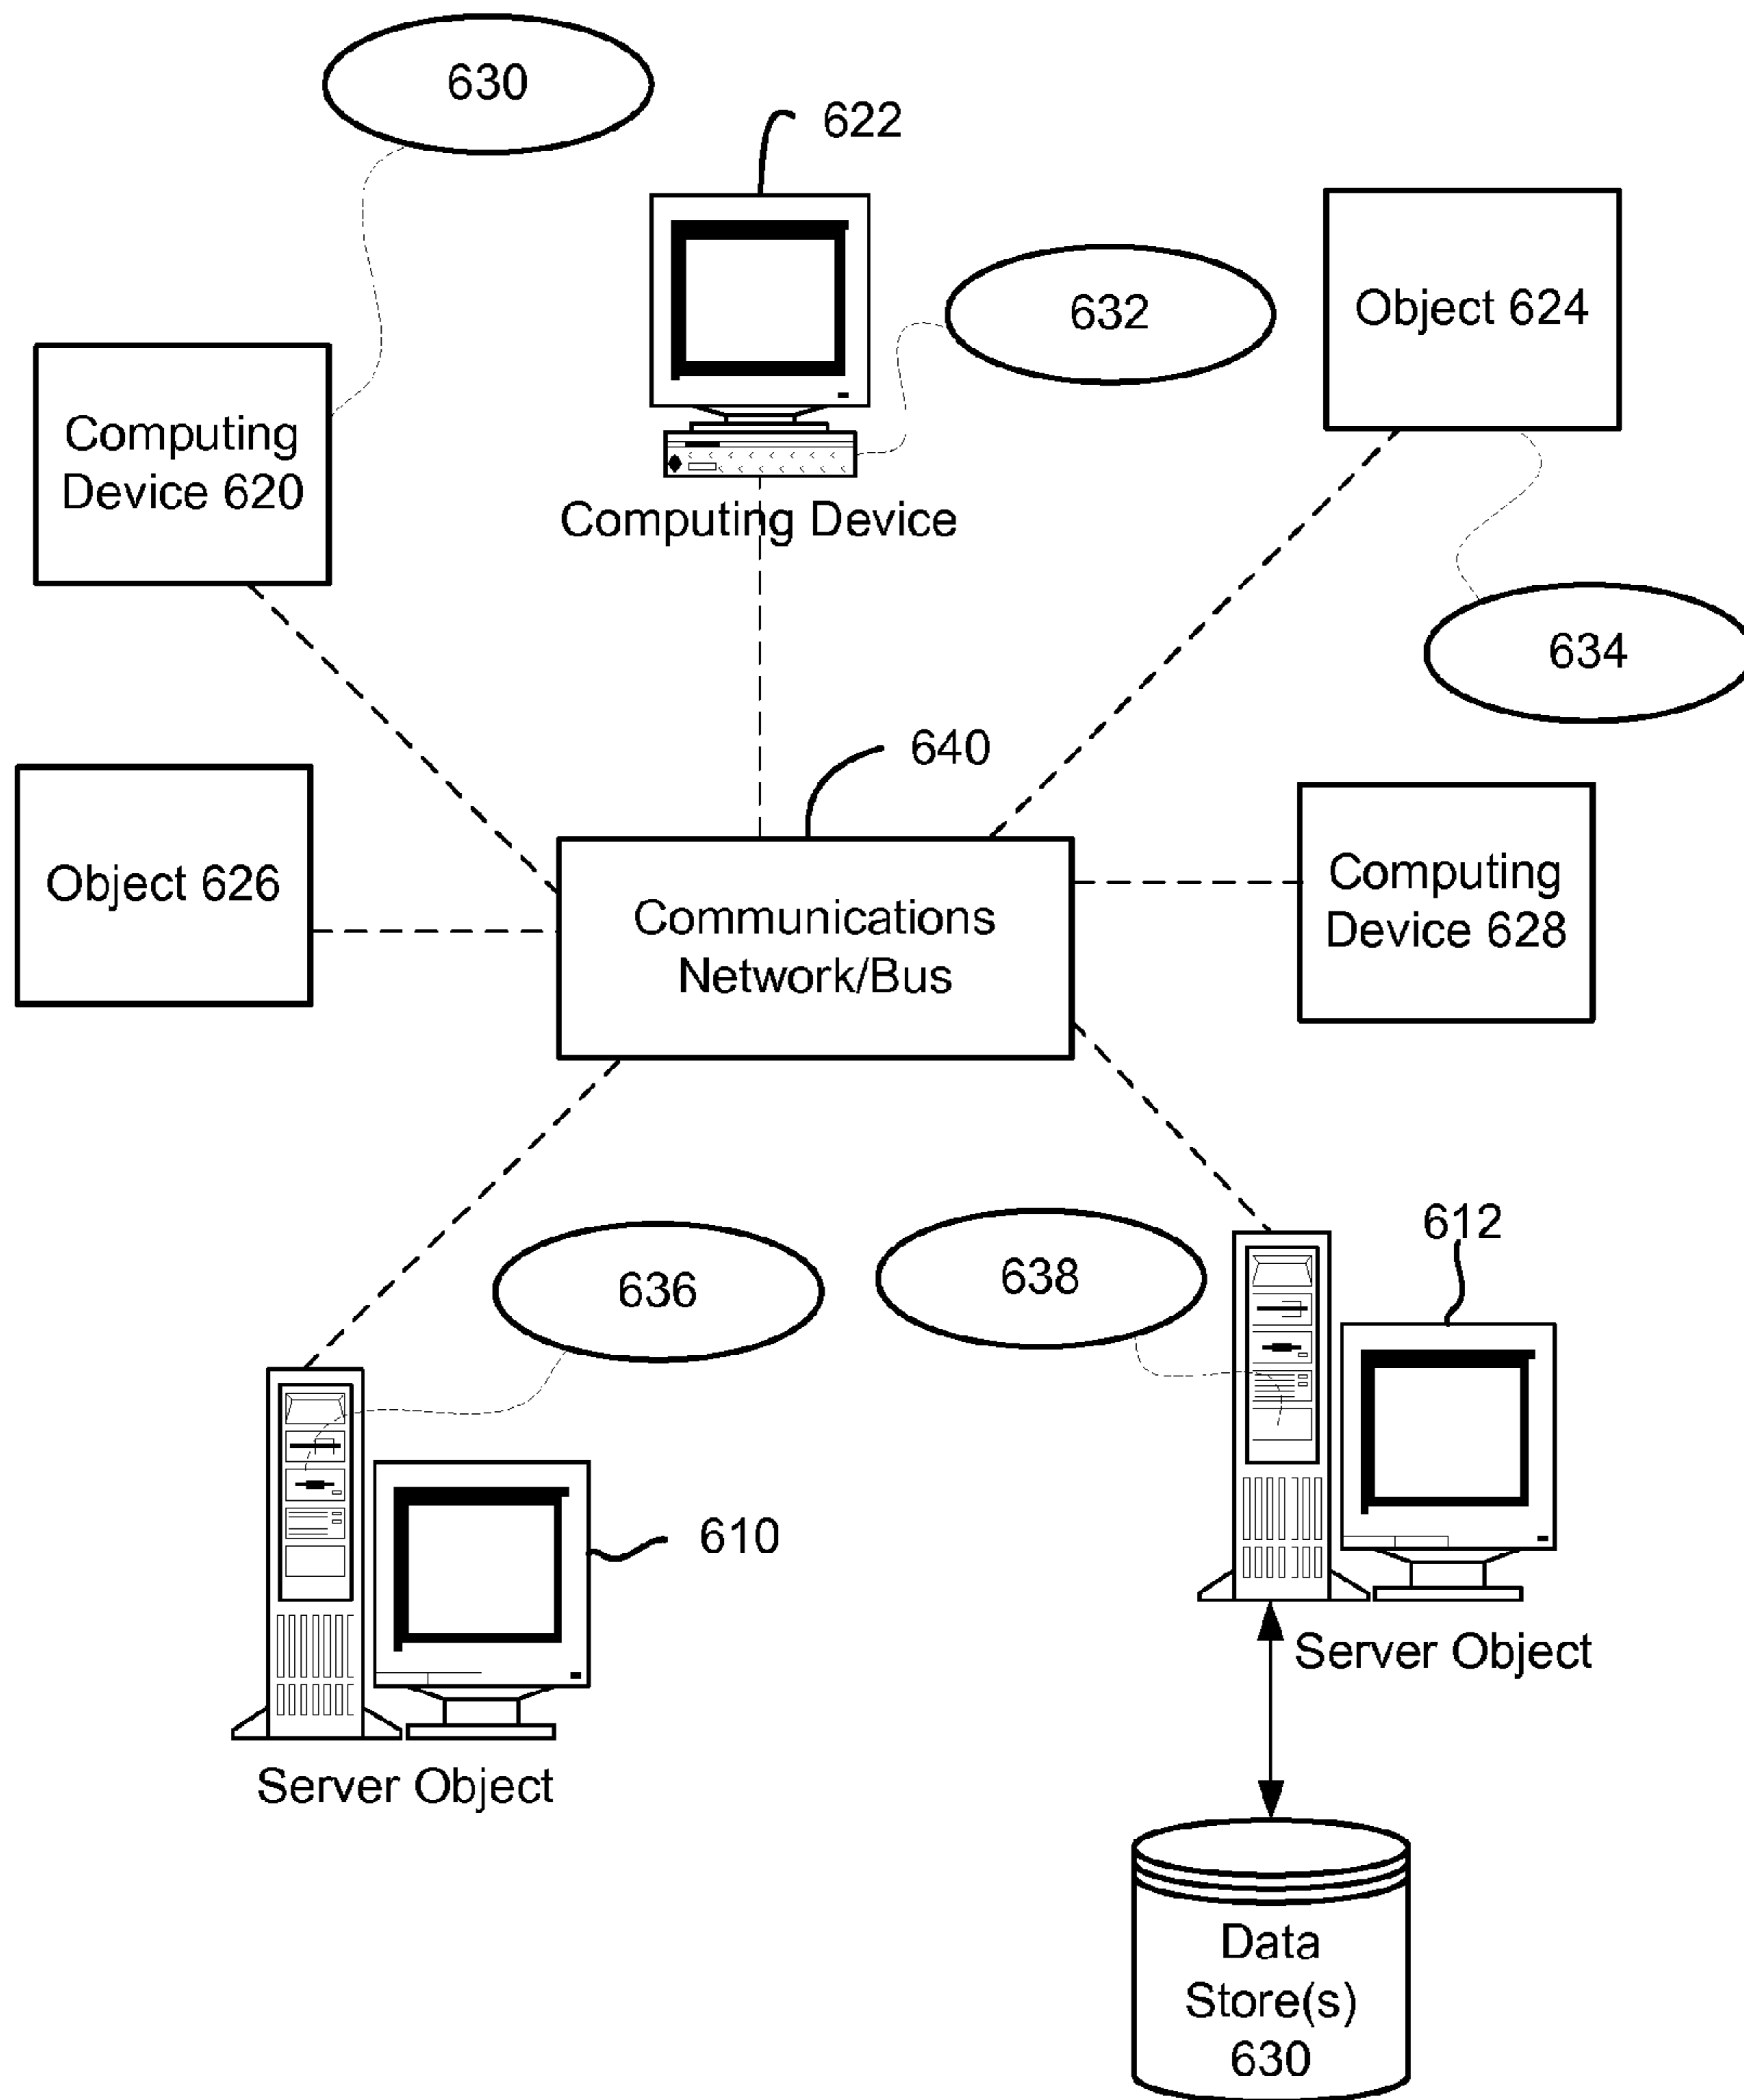 630
622
632
Object 624
Computing
Device 620
Computing Device
634
640
Object 626
Communications
Network/Bus
Computing
Device 628
636
638
612
610
Server Object
Server Object
Data
Store(s)
630